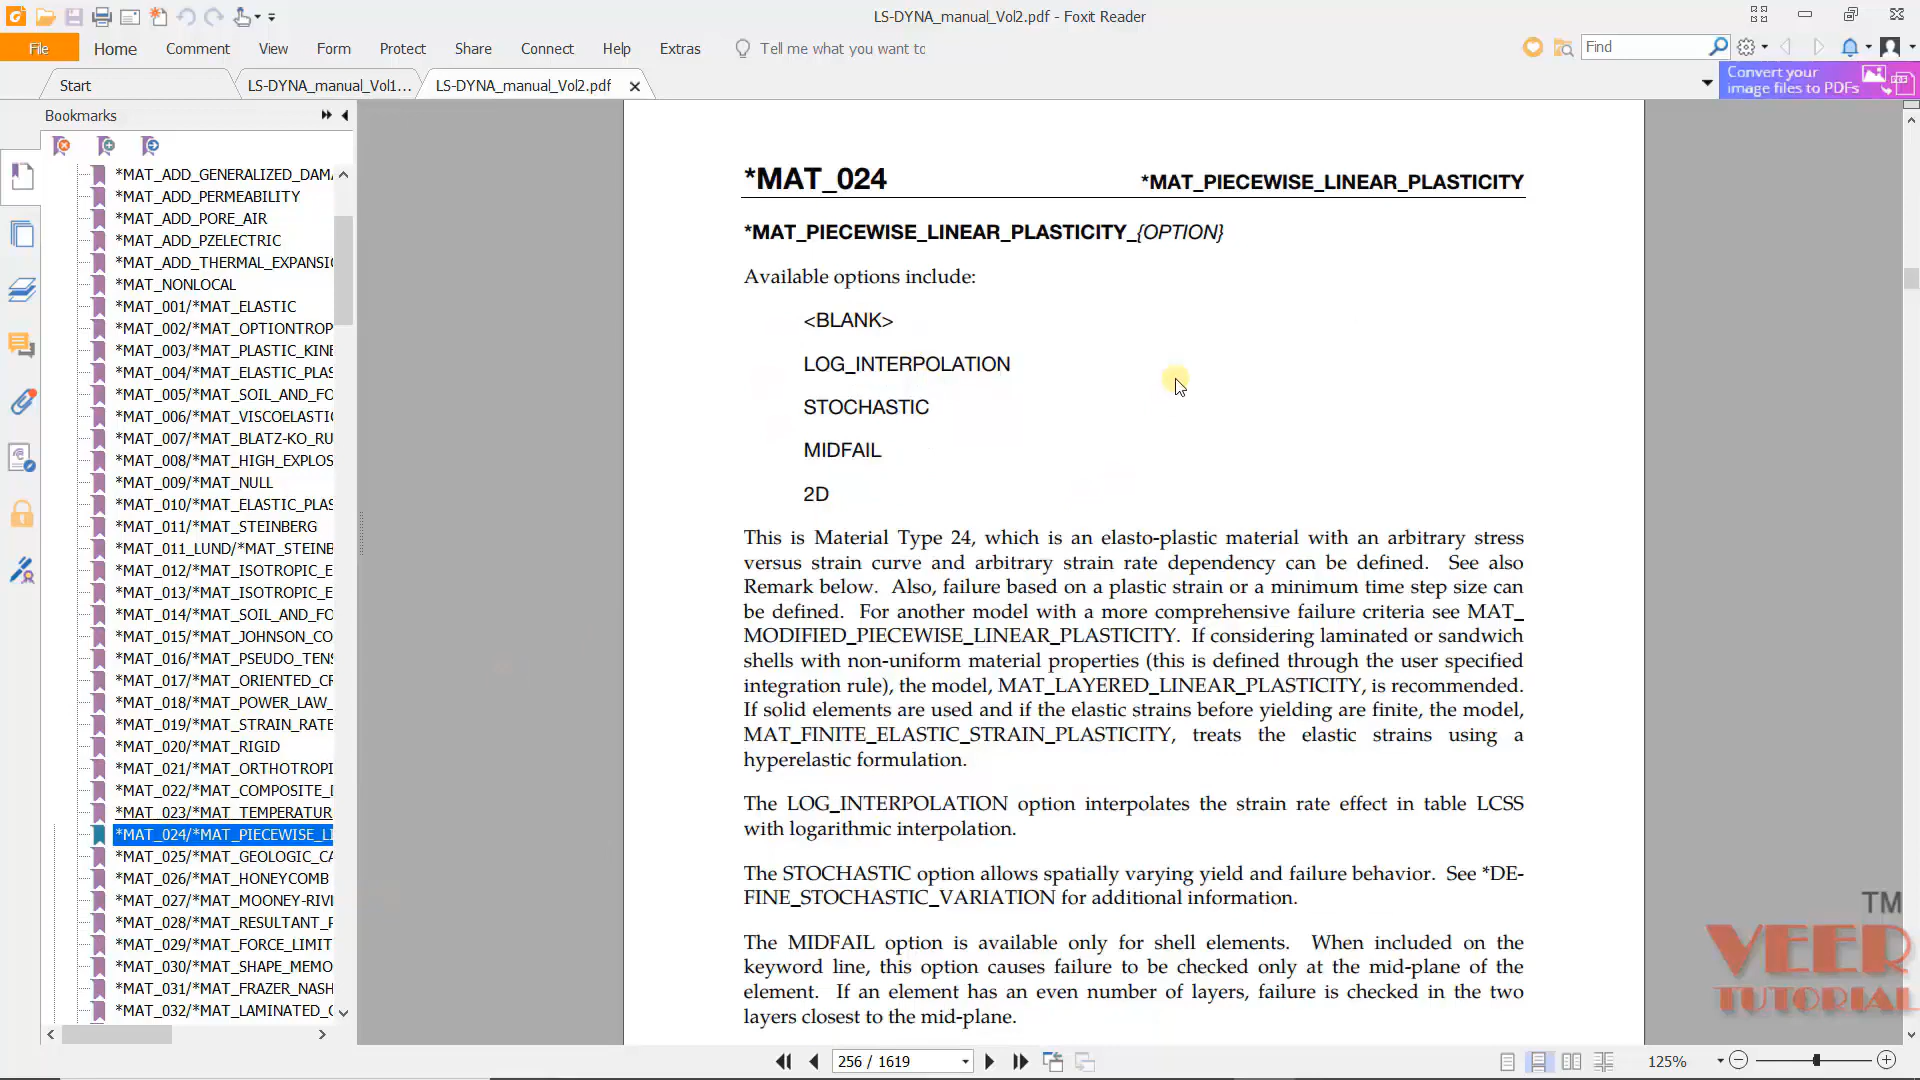 LS-DYNA_manual_Vol2.pdf - Foxit Reader
File
Home
Comment
View
Form
Protect
Share
Connect
Help
Extras
Tell me what you want to
Find
Start
LS-DYNA_manual_Vol1...
LS-DYNA_manual_Vol2.pdf
Convert your
image files to PDFs
Bookmarks
*MAT_ADD_GENERALIZED_DAM
*MAT_ADD_PERMEABILITY
*MAT_ADD_PORE_AIR
*MAT_ADD_PZELECTRIC
*MAT_ADD_THERMAL_EXPANSI
*MAT_NONLOCAL
*MAT_001/*MAT_ELASTIC
*MAT_002/*MAT_OPTIONTROP
*MAT_003/*MAT_PLASTIC_KINE
*MAT_004/*MAT_ELASTIC_PLAS
*MAT_005/*MAT_SOIL_AND_FO
*MAT_006/*MAT_VISCOELASTIC
*MAT_007/*MAT_BLATZ-KO_RU
*MAT_008/*MAT_HIGH_EXPLOS
*MAT_009/*MAT_NULL
*MAT_010/*MAT_ELASTIC_PLAS
*MAT_011/*MAT_STEINBERG
*MAT_011_LUND/*MAT_STEINB
*MAT_012/*MAT_ISOTROPIC_E
*MAT_013/*MAT_ISOTROPIC_E
*MAT_014/*MAT_SOIL_AND_FO
*MAT_015/*MAT_JOHNSON_CO
*MAT_016/*MAT_PSEUDO_TENS
*MAT_017/*MAT_ORIENTED_CR
*MAT_018/*MAT_POWER_LAW_
*MAT_019/*MAT_STRAIN_RATE
*MAT_020/*MAT_RIGID
*MAT_021/*MAT_ORTHOTROPI
*MAT_022/*MAT_COMPOSITE_D
*MAT_023/*MAT_TEMPERATUR
*MAT_024/*MAT_PIECEWISE_LI
*MAT_025/*MAT_GEOLOGIC_CA
*MAT_026/*MAT_HONEYCOMB
*MAT_027/*MAT_MOONEY-RIVL
*MAT_028/*MAT_RESULTANT_P
*MAT_029/*MAT_FORCE_LIMIT
*MAT_030/*MAT_SHAPE_MEMO
*MAT_031/*MAT_FRAZER_NASH
*MAT_032/*MAT_LAMINATED_G
*MAT_024 *MAT_PIECEWISE_LINEAR_PLASTICITY
*MAT_PIECEWISE_LINEAR_PLASTICITY_{OPTION}
Available options include:
<BLANK>
LOG_INTERPOLATION
STOCHASTIC
MIDFAIL
2D
This is Material Type 24, which is an elasto-plastic material with an arbitrary stress
versus strain curve and arbitrary strain rate dependency can be defined. See also
Remark below. Also, failure based on a plastic strain or a minimum time step size can
be defined. For another model with a more comprehensive failure criteria see MAT_
MODIFIED_PIECEWISE_LINEAR_PLASTICITY. If considering laminated or sandwich
shells with non-uniform material properties (this is defined through the user specified
integration rule), the model, MAT_LAYERED_LINEAR_PLASTICITY, is recommended.
If solid elements are used and if the elastic strains before yielding are finite, the model,
MAT_FINITE_ELASTIC_STRAIN_PLASTICITY, treats the elastic strains using a
hyperelastic formulation.
The LOG_INTERPOLATION option interpolates the strain rate effect in table LCSS
with logarithmic interpolation.
The STOCHASTIC option allows spatially varying yield and failure behavior. See *DE-
FINE_STOCHASTIC_VARIATION for additional information.
The MIDFAIL option is available only for shell elements. When included on the
keyword line, this option causes failure to be checked only at the mid-plane of the
element. If an element has an even number of layers, failure is checked in the two
layers closest to the mid-plane.
TM
VEER
TUTORIAL
256 / 1619
125%